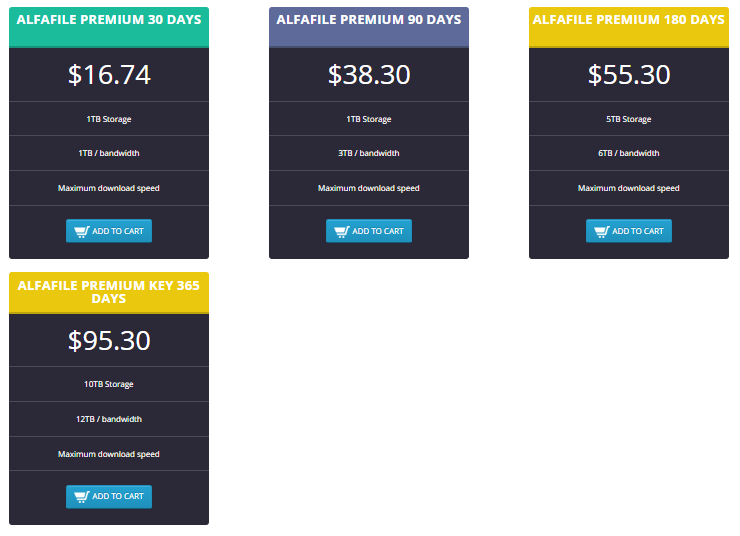 ALFAFILE PREMIUM 30 DAYS
$16.74
1TB Storage
1TB / bandwidth
Maximum download speed
ADD TO CART
ALFAFILE PREMIUM 90 DAYS
$38.30
1TB Storage
3TB / bandwidth
Maximum download speed
ADD TO CART
ALFAFILE PREMIUM 180 DAYS
$55.30
5TB Storage
6TB / bandwidth
Maximum download speed
ADD TO CART
ALFAFILE PREMIUM KEY 365
DAYS
$95.30
10TB Storage
12TB / bandwidth
Maximum download speed
ADD TO CART